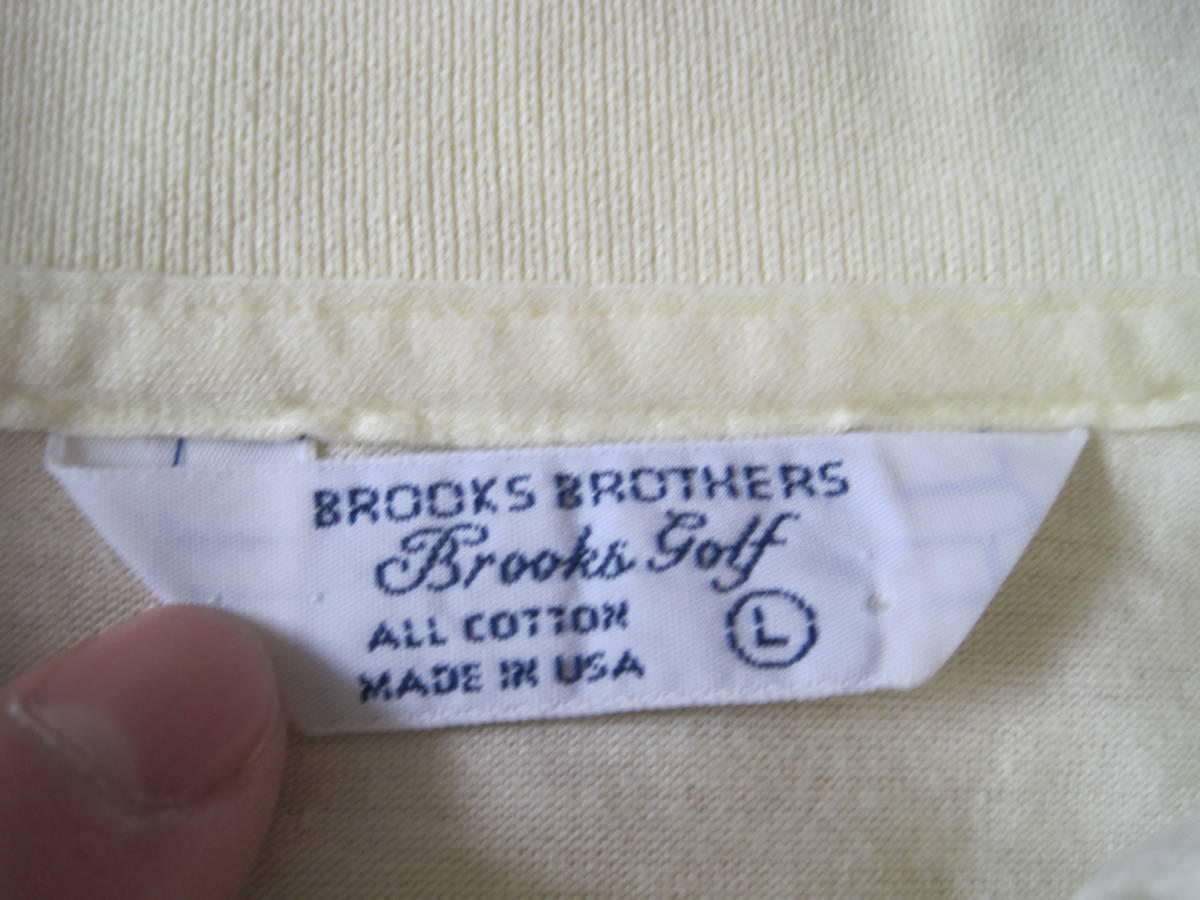 BROOKS BROTHERS
Brooks Golf
ALL COTTON
L
MADE IN USA